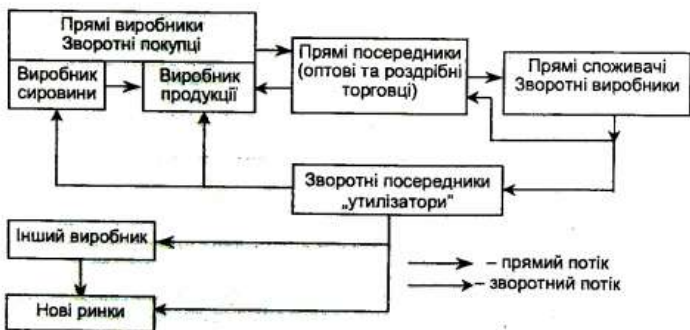 Прямі виробники
Зворотні покупці
Виробник
сировини
Виробник
продукції
Прямі посередники
(оптові та роздрібні
торговці)
Прямі споживачі
Зворотні виробники
Зворотні посередники
„утилізатори”
Інший виробник
Нові ринки
– прямий потік
– зворотний потік